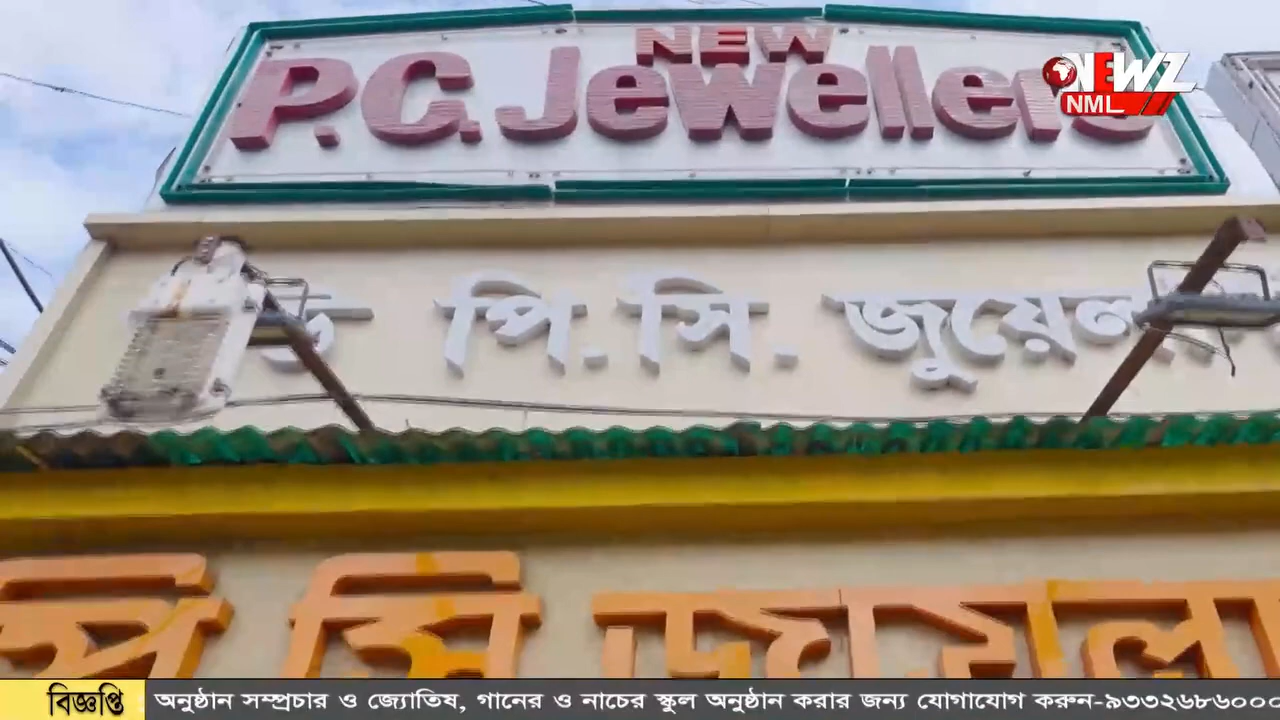 NEW
P.C. Jewellers
NEWZ
NML
পি.সি. জুয়েলা
পি সি জুয়েলা
বিজ্ঞপ্তি
অনুষ্ঠান সম্প্রচার ও জ্যোতিষ, গানের ও নাচের স্কুল অনুষ্ঠান করার জন্য যোগাযোগ করুন-৯৩৩২৬৮৬০০০